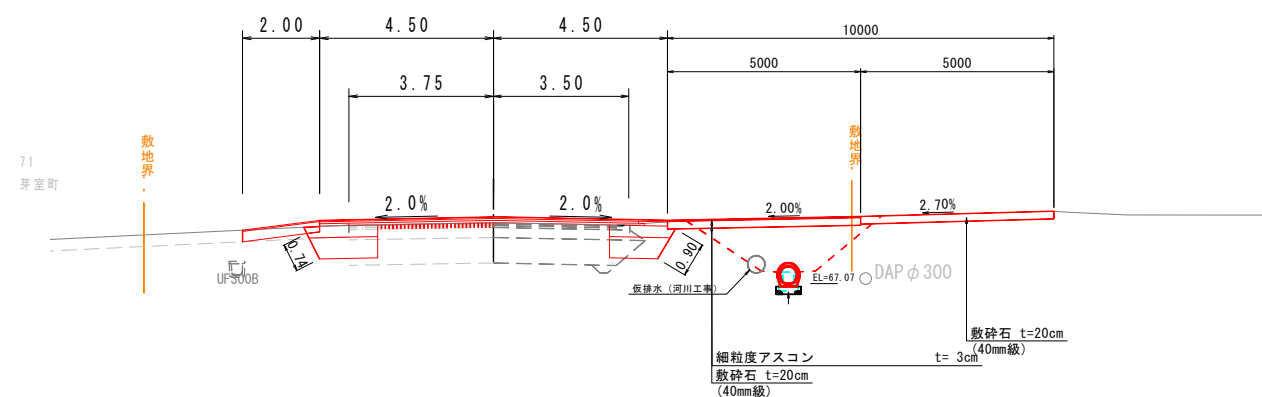 2.00
4.50
4.50
10000
5000
5000
3.75
3.50
敷地界
敷地界
71
芽室町
2.0%
2.0%
2.00%
2.70%
0.74
0.90
UF300B
仮排水（河川工事）
EL=67.07
DAPφ300
敷砕石 t=20cm
(40mm級)
細粒度アスコン t= 3cm
敷砕石 t=20cm
(40mm級)